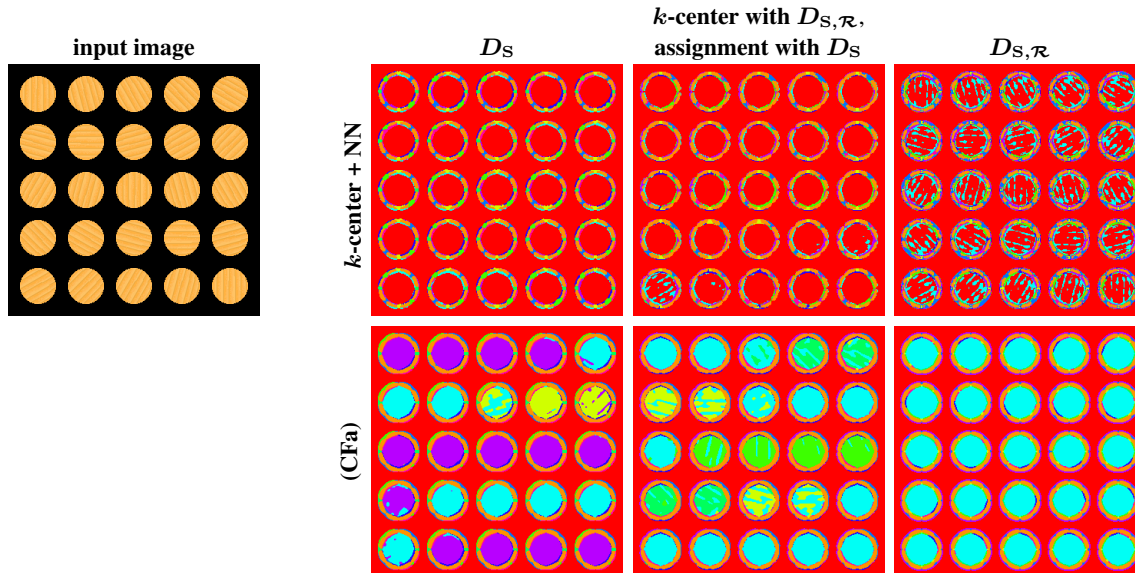 input image
D_S
k-center with D_{S,ℛ},
assignment with D_S
D_{S,ℛ}
k-center + NN
(CFa)